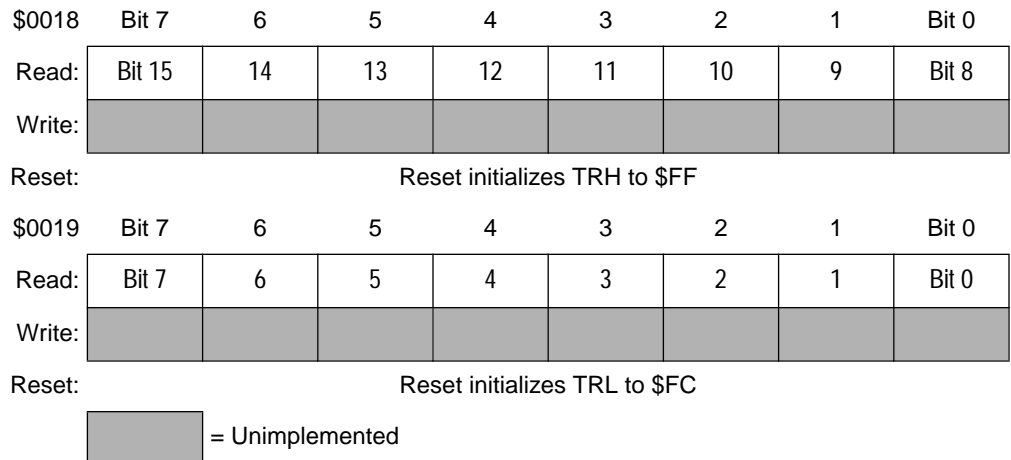 $0018 Bit 7 6 5 4 3 2 1 Bit 0
Read: Bit 15 14 13 12 11 10 9 Bit 8
Write:
Reset: Reset initializes TRH to $FF
$0019 Bit 7 6 5 4 3 2 1 Bit 0
Read: Bit 7 6 5 4 3 2 1 Bit 0
Write:
Reset: Reset initializes TRL to $FC
= Unimplemented